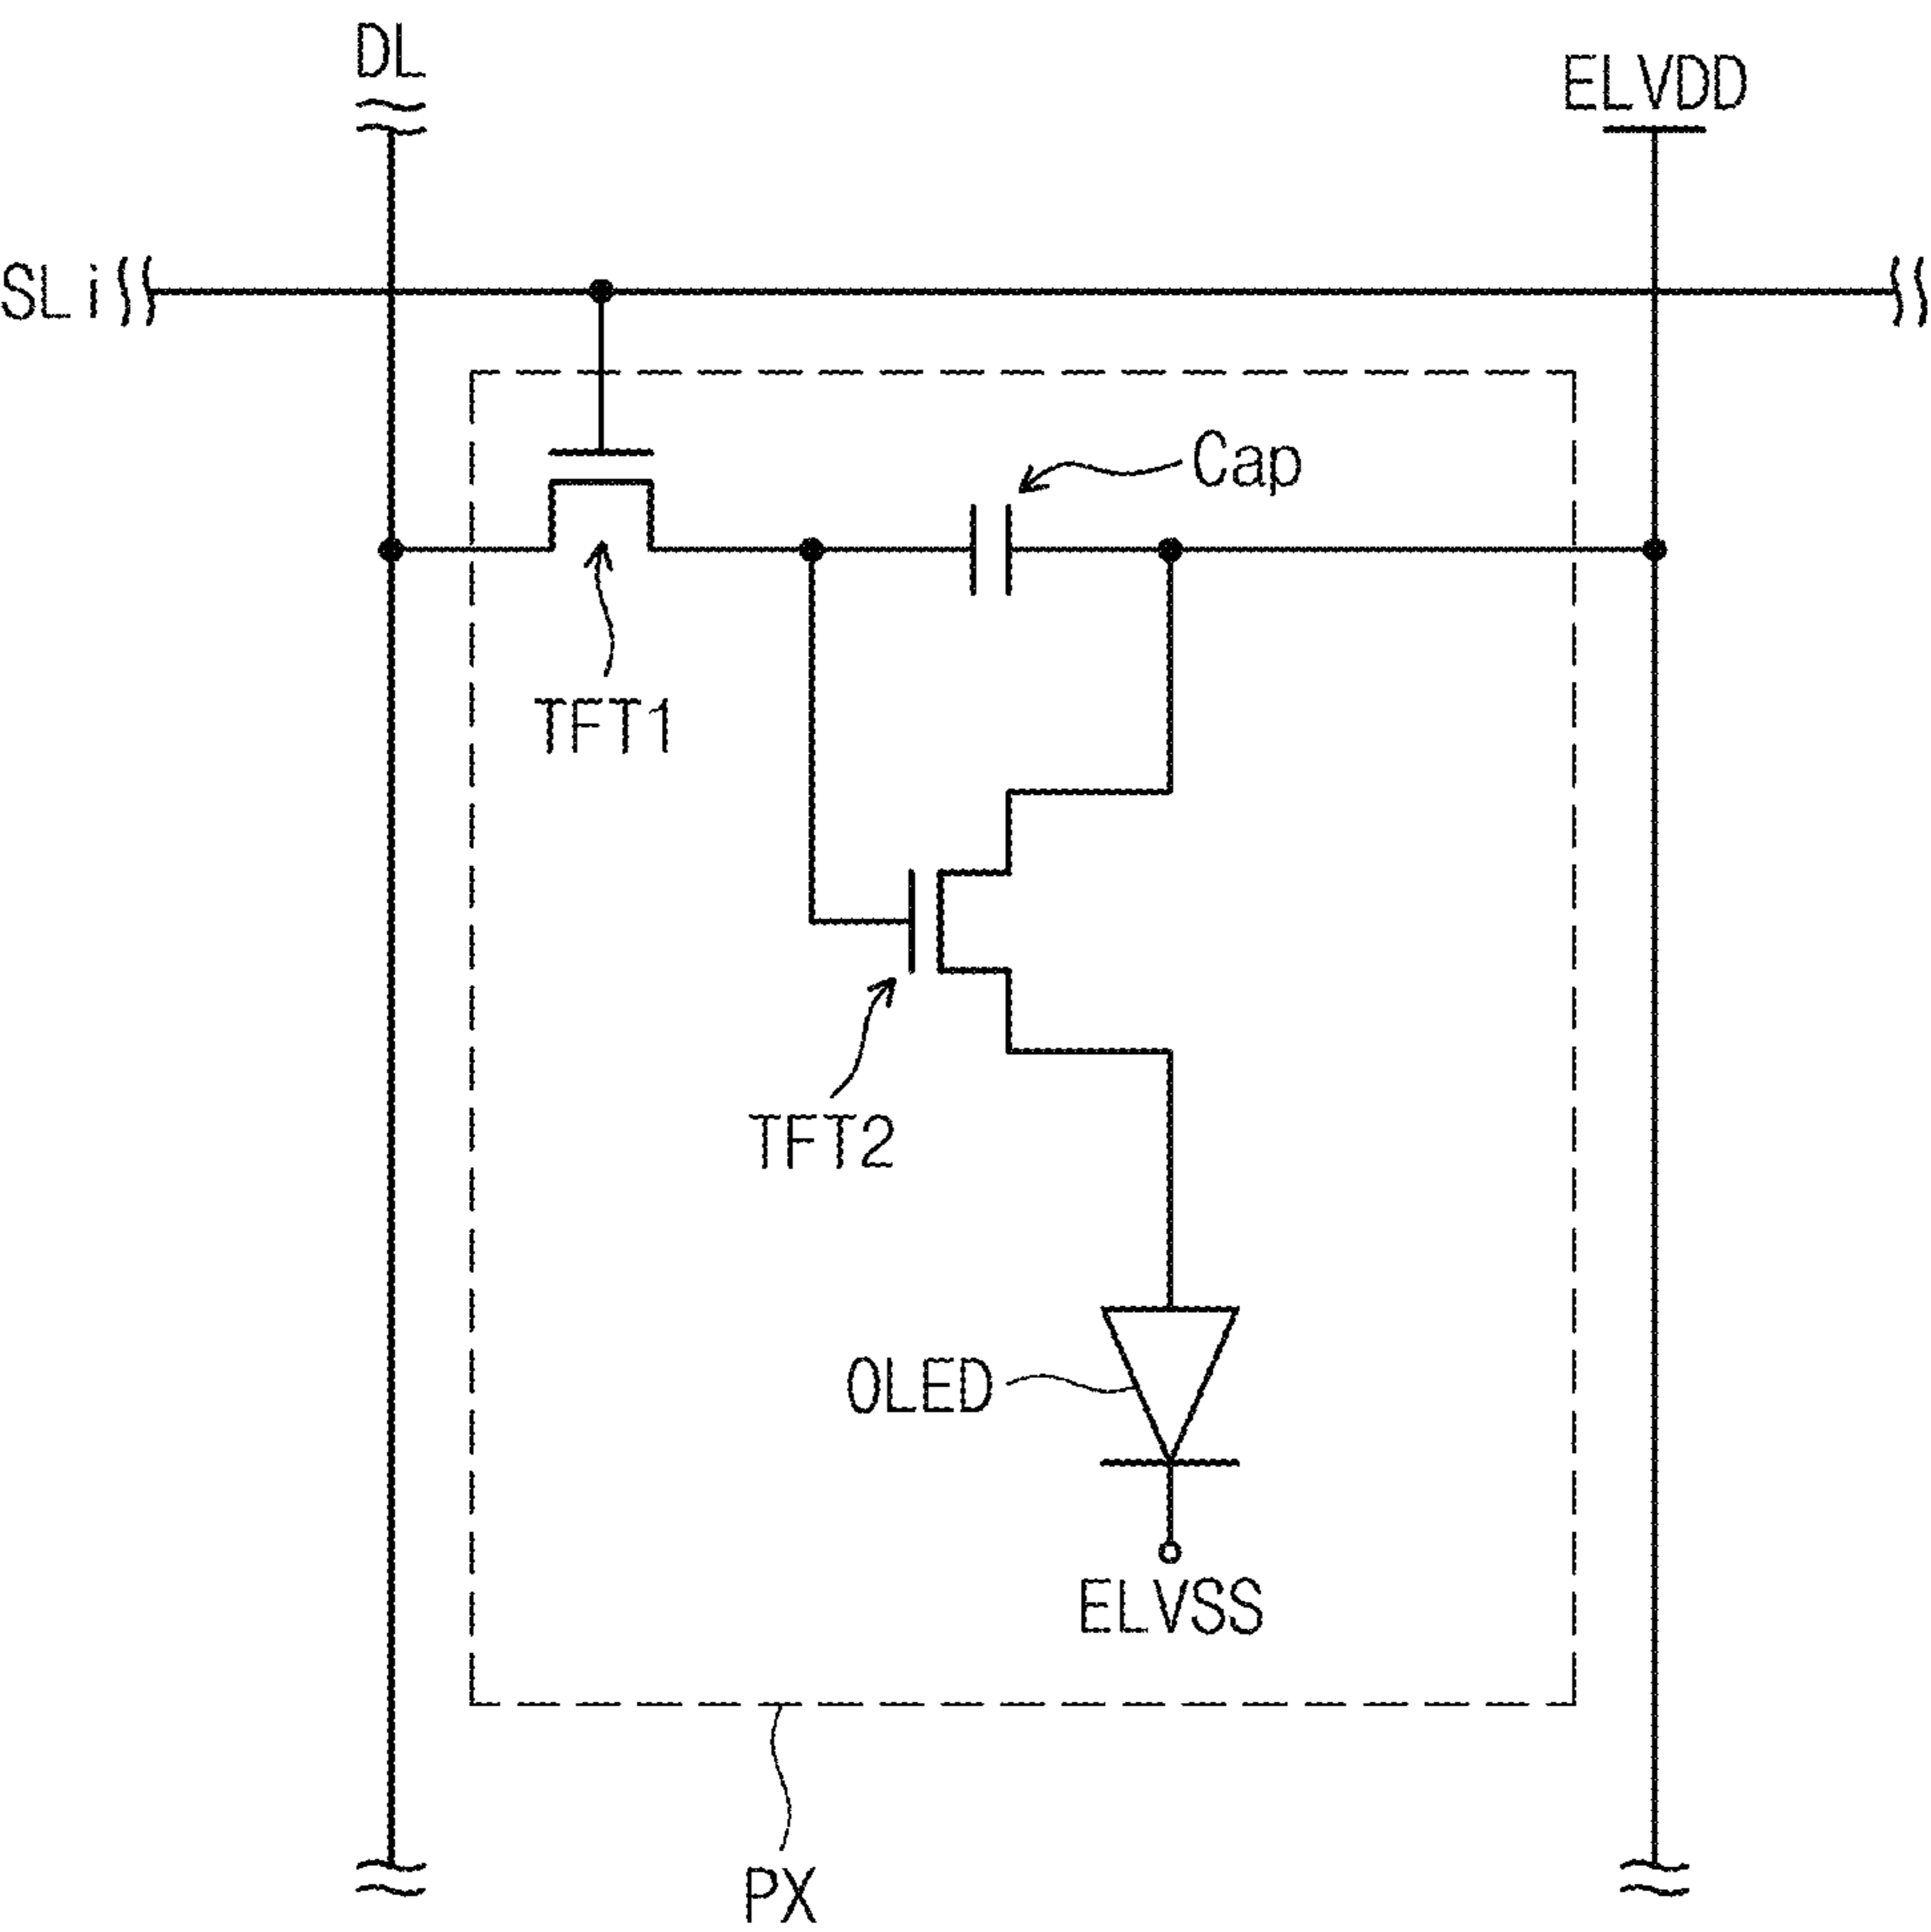 DL
ELVDD
SLi
Cap
TFT1
TFT2
OLED
ELVSS
PX